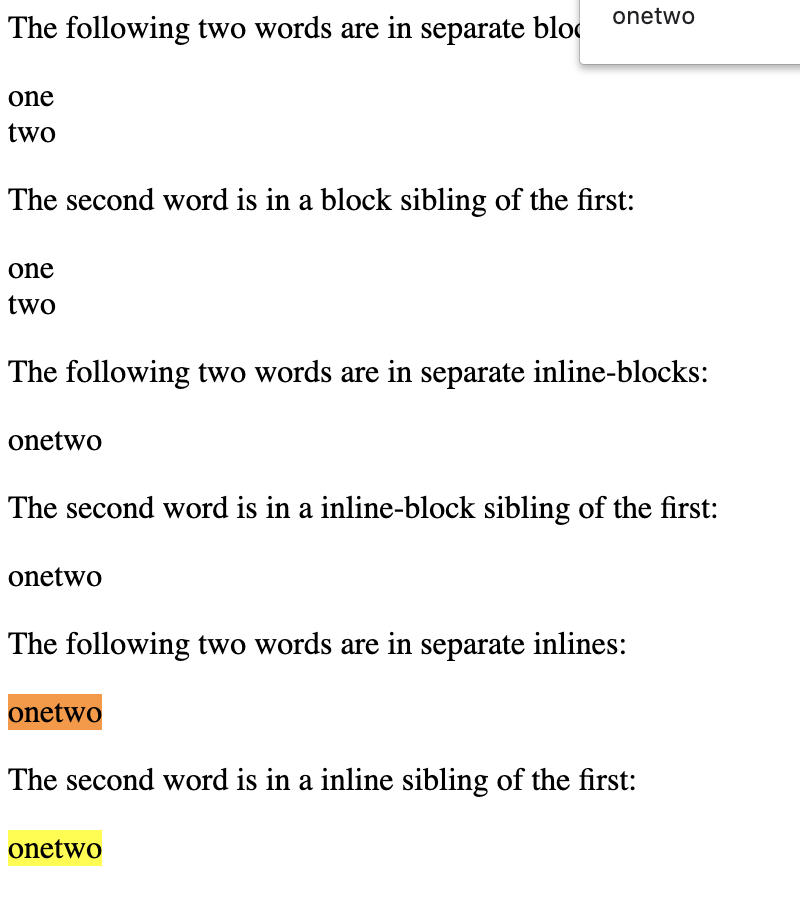 The following two words are in separate
onetwo
one
two
The second word is in a block sibling of the first:
one
two
The following two words are in separate inline-blocks:
onetwo
The second word is in a inline-block sibling of the first:
onetwo
The following two words are in separate inlines:
onetwo
The second word is in a inline sibling of the first:
onetwo